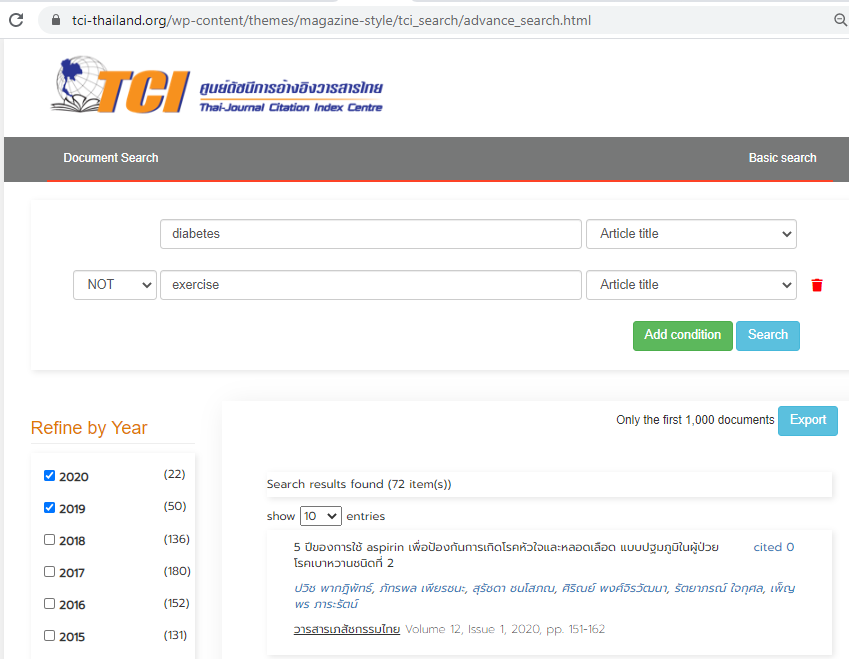 tci-thailand.org/wp-content/themes/magazine-style/tci_search/advance_search.html
TCI
ศูนย์ดัชนีการอ้างอิงวารสารไทย
Thai-Journal Citation Index Centre
Document Search
Basic search
diabetes
Article title
NOT
exercise
Article title
Add condition
Search
Refine by Year
Only the first 1,000 documents
Export
2020 (22)
2019 (50)
2018 (136)
2017 (180)
2016 (152)
2015 (131)
Search results found (72 item(s))
show 10 entries
5 ปีของการใช้ aspirin เพื่อป้องกันการเกิดโรคหัวใจและหลอดเลือด แบบปฐมภูมิในผู้ป่วย
cited 0
โรคเบาหวานชนิดที่ 2
ปวิช พากฏิพัทธ์, ภัทรพล เพียรชนะ, สุรัชดา ชนโสภณ, ศิริณย์ พงศ์จิรวัฒนา, รัตยาภรณ์ ใจกุศล, เพ็ญ
พร ภาระรัตน์
วารสารเภสัชกรรมไทย Volume 12, Issue 1, 2020, pp. 151-162